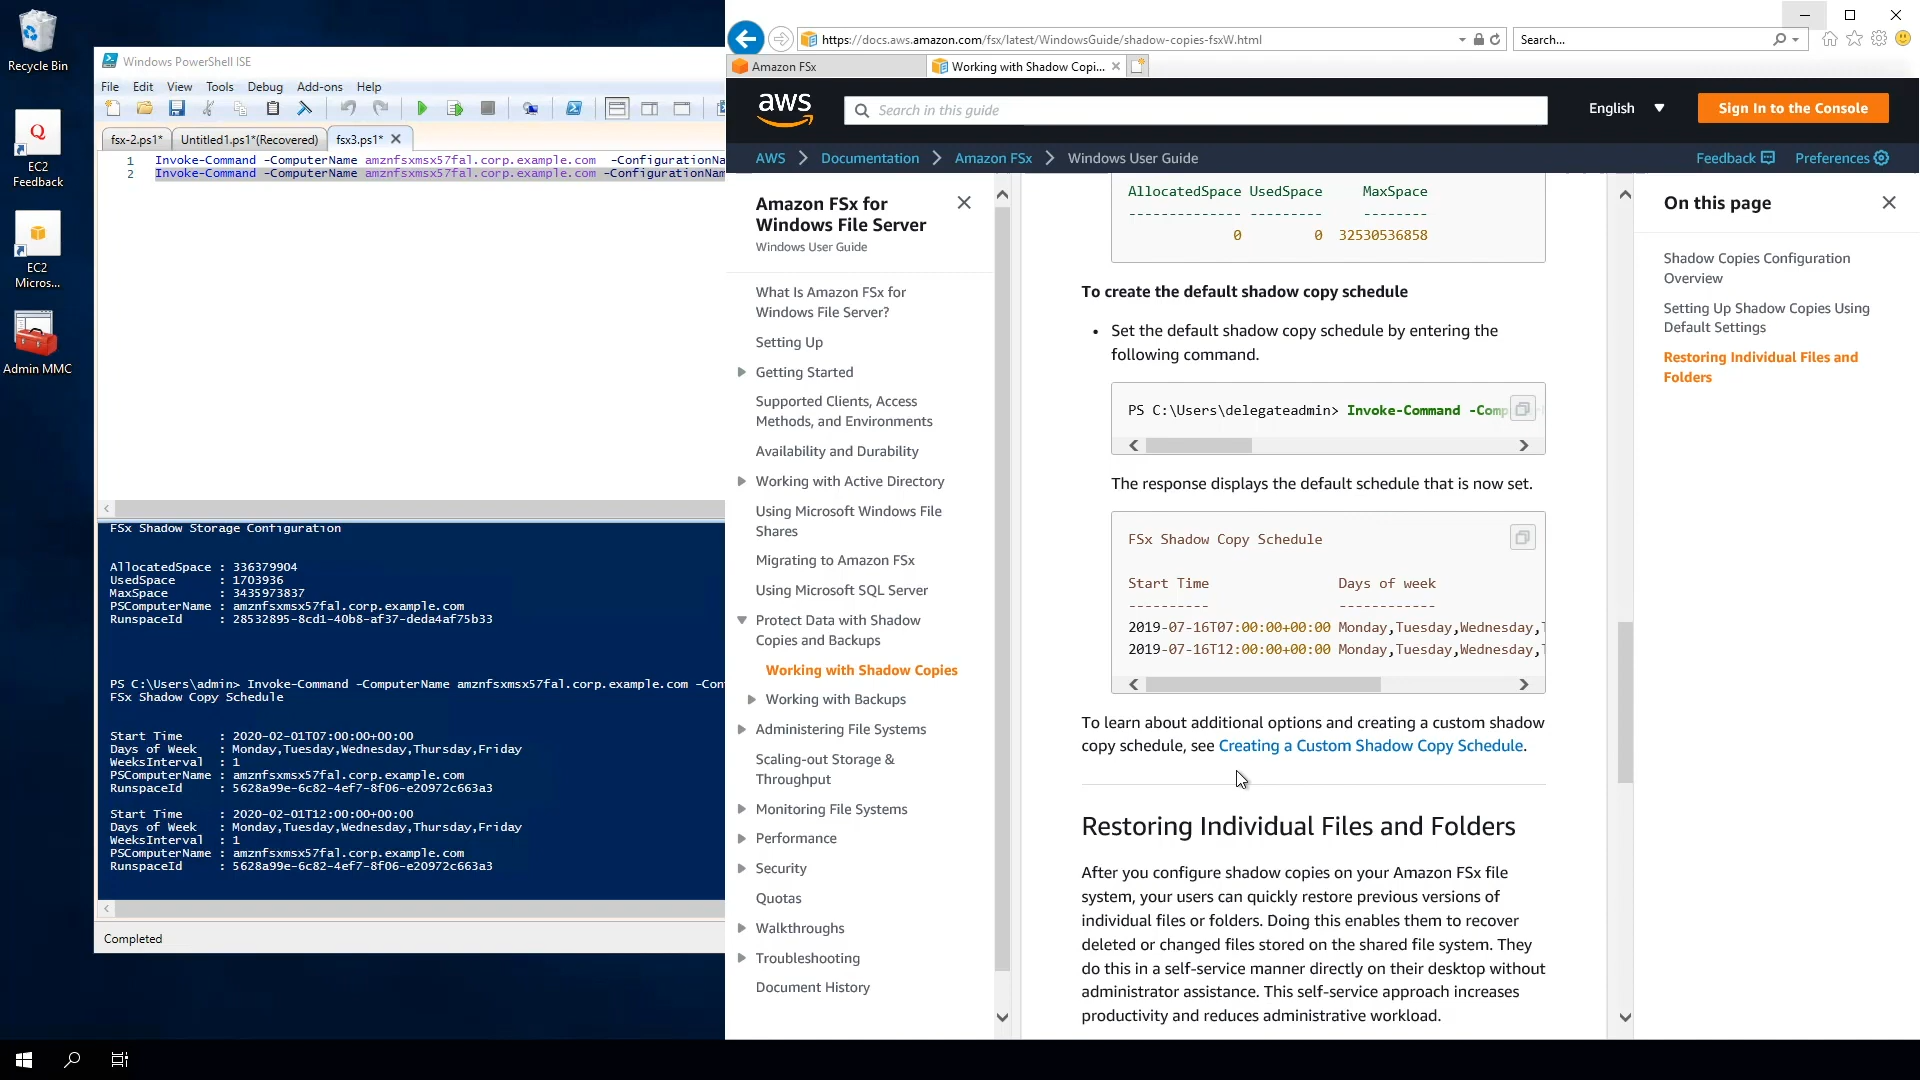 Recycle Bin
EC2
Feedback
EC2
Micros...
Admin MMC
Windows PowerShell ISE
File Edit View Tools Add-ons Debug Help
fsx-2.ps1* Untitled1.ps1*(Recovered) fsx3.ps1*
1 Invoke-Command -ComputerName amznfsxmsx57fal.corp.example.com -ConfigurationNa
2 Invoke-Command -ComputerName amznfsxmsx57fal.corp.example.com -ConfigurationNam
FSx Shadow Storage Configuration
AllocatedSpace : 336379904
UsedSpace : 1703936
MaxSpace : 3435973837
PSComputerName : amznfsxmsx57fal.corp.example.com
RunspaceId : 28532895-8cd1-40b8-af37-deda4af75b33
PS C:\Users\admin> Invoke-Command -ComputerName amznfsxmsx57fal.corp.example.com -Con
FSx Shadow Copy Schedule
Start Time : 2020-02-01T07:00:00+00:00
Days of Week : Monday,Tuesday,Wednesday,Thursday,Friday
WeeksInterval : 1
PSComputerName : amznfsxmsx57fal.corp.example.com
RunspaceId : 5628a99e-6c82-4ef7-8f06-e20972c663a3
Start Time : 2020-02-01T12:00:00+00:00
Days of Week : Monday,Tuesday,Wednesday,Thursday,Friday
WeeksInterval : 1
PSComputerName : amznfsxmsx57fal.corp.example.com
RunspaceId : 5628a99e-6c82-4ef7-8f06-e20972c663a3
Completed
https://docs.aws.amazon.com/fsx/latest/WindowsGuide/shadow-copies-fsxW.html
Search...
Amazon FSx
Working with Shadow Copi...
aws
Search in this guide
English
Sign In to the Console
AWS Documentation Amazon FSx Windows User Guide
Feedback Preferences
Amazon FSx for
Windows File Server
Windows User Guide
What Is Amazon FSx for
Windows File Server?
Setting Up
Getting Started
Supported Clients, Access
Methods, and Environments
Availability and Durability
Working with Active Directory
Using Microsoft Windows File
Shares
Migrating to Amazon FSx
Using Microsoft SQL Server
Protect Data with Shadow
Copies and Backups
Working with Shadow Copies
Working with Backups
Administering File Systems
Scaling-out Storage &
Throughput
Monitoring File Systems
Performance
Security
Quotas
Walkthroughs
Troubleshooting
Document History
AllocatedSpace UsedSpace MaxSpace
-------------- --------- --------
0 0 32530536858
To create the default shadow copy schedule
• Set the default shadow copy schedule by entering the
following command.
PS C:\Users\delegateadmin> Invoke-Command -Comp
The response displays the default schedule that is now set.
FSx Shadow Copy Schedule
Start Time Days of week
---------- ------------
2019-07-16T07:00:00+00:00 Monday,Tuesday,Wednesday,T
2019-07-16T12:00:00+00:00 Monday,Tuesday,Wednesday,T
To learn about additional options and creating a custom shadow
copy schedule, see Creating a Custom Shadow Copy Schedule.
Restoring Individual Files and Folders
After you configure shadow copies on your Amazon FSx file
system, your users can quickly restore previous versions of
individual files or folders. Doing this enables them to recover
deleted or changed files stored on the shared file system. They
do this in a self-service manner directly on their desktop without
administrator assistance. This self-service approach increases
productivity and reduces administrative workload.
On this page
Shadow Copies Configuration
Overview
Setting Up Shadow Copies Using
Default Settings
Restoring Individual Files and
Folders